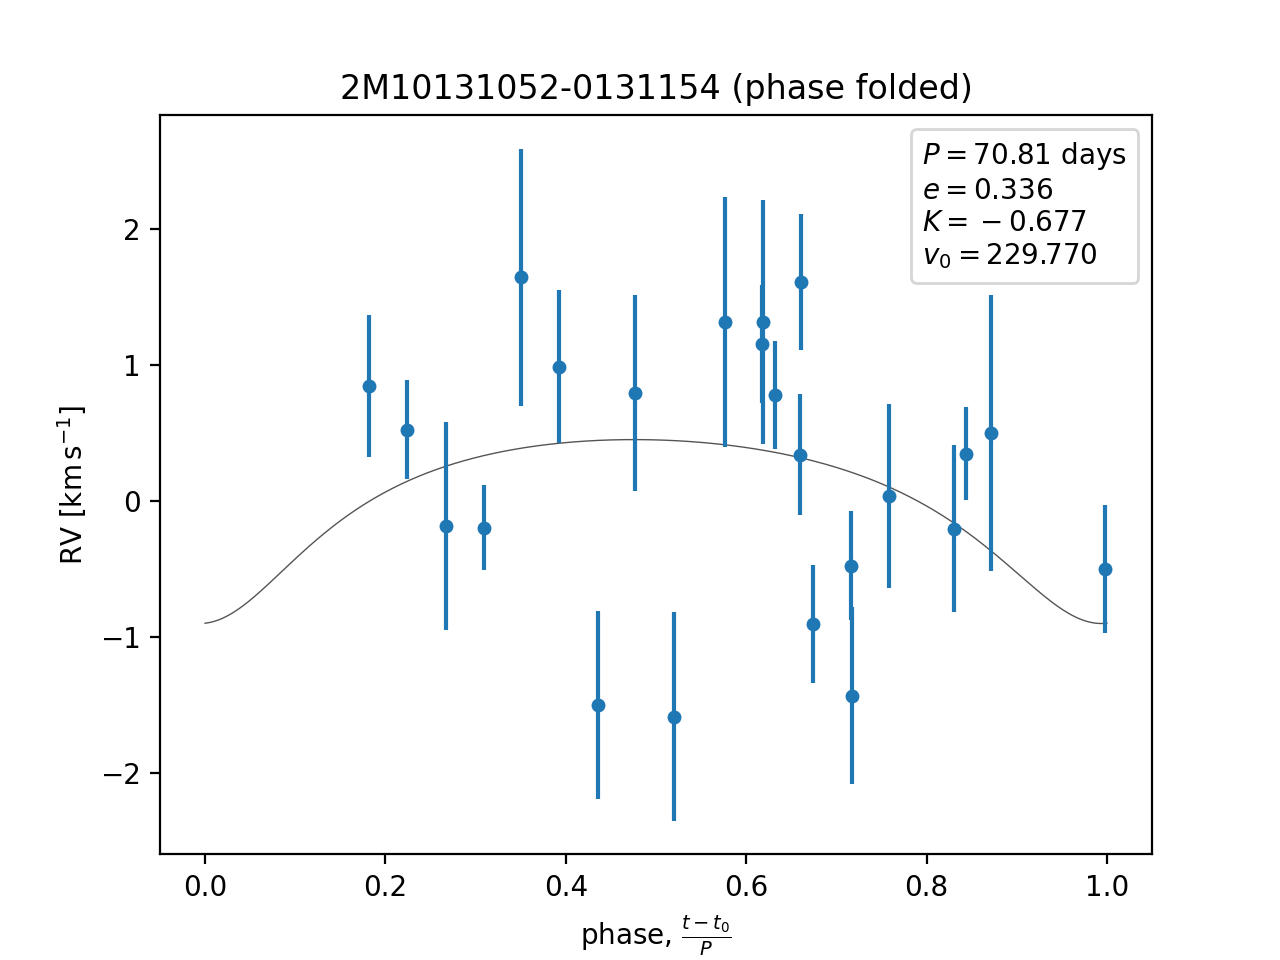 2M10131052-0131154 (phase folded)
P = 70.81 days
e = 0.336
K = −0.677
v₀ = 229.770
2
1
0
−1
−2
RV [km s⁻¹]
0.0 0.2 0.4 0.6 0.8 1.0
phase, (t − t₀)/P